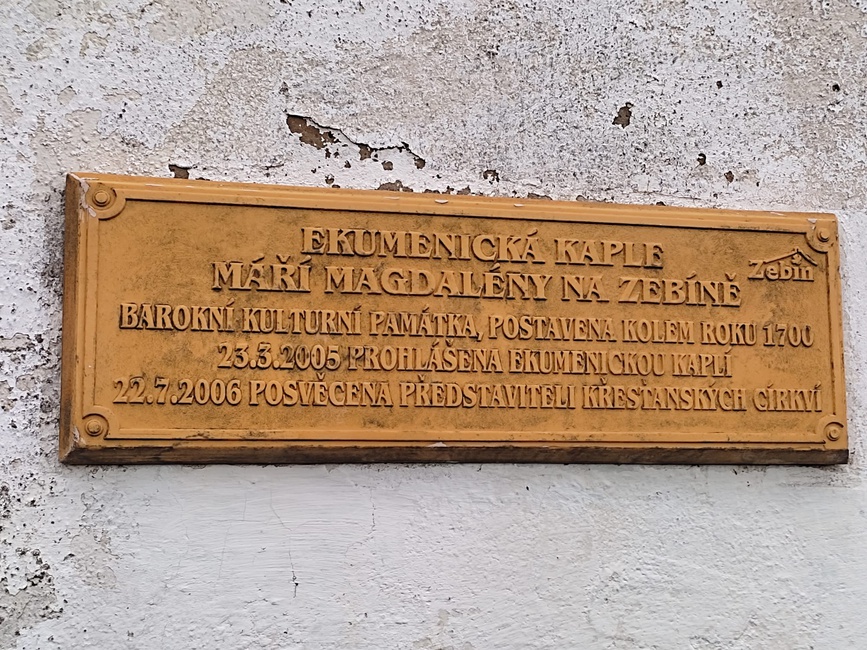 EKUMENICKÁ KAPLE
MÁŘÍ MAGDALÉNY NA ZEBÍNĚ
Zebín
BAROKNÍ KULTURNÍ PAMÁTKA, POSTAVENA KOLEM ROKU 1700
23.3.2005 PROHLÁŠENA EKUMENICKOU KAPLÍ
22.7.2006 POSVĚCENA PŘEDSTAVITELI KŘESŤANSKÝCH CÍRKVÍ